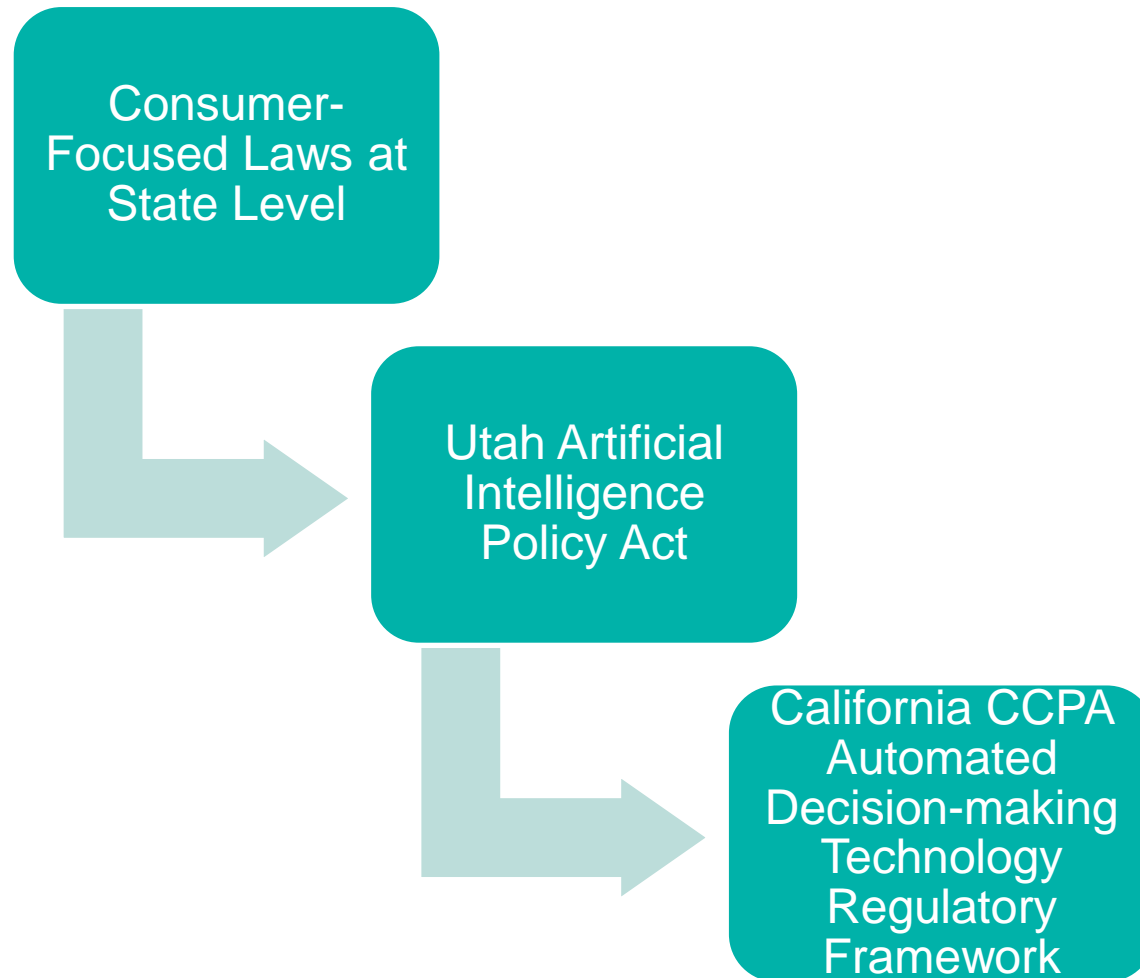 Consumer-
Focused Laws at
State Level
Utah Artificial
Intelligence
Policy Act
California CCPA
Automated
Decision-making
Technology
Regulatory
Framework